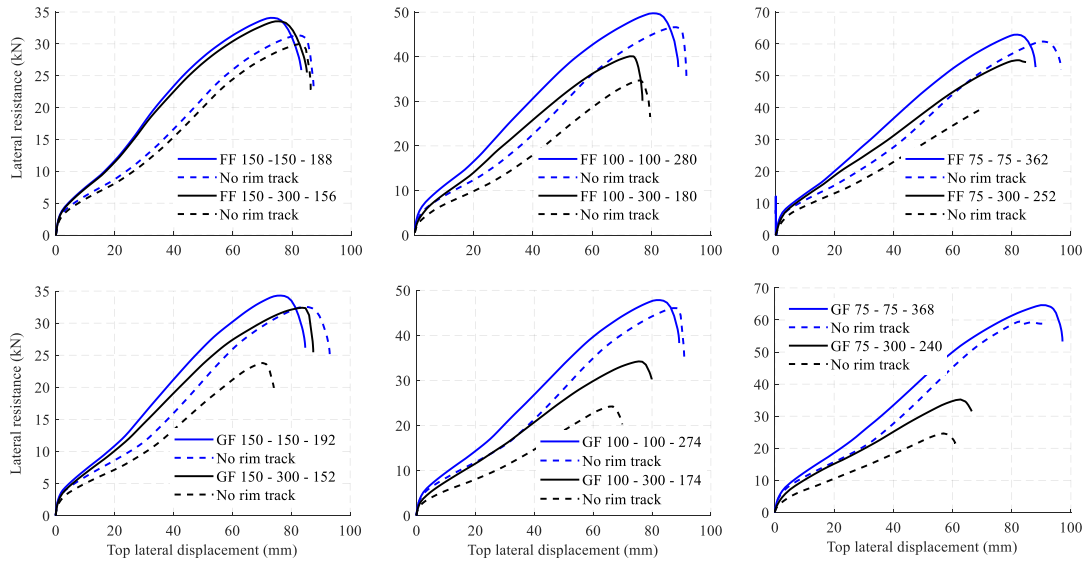 Lateral resistance (kN)
35
30
25
20
15
10
5
0
0
20
40
60
80
100
FF 150 -150 - 188
No rim track
FF 150 -300 - 156
No rim track
50
40
30
20
10
0
0
20
40
60
80
100
FF 100 - 100 - 280
No rim track
FF 100 - 300 - 180
No rim track
70
60
50
40
30
20
10
0
0
20
40
60
80
100
FF 75 - 75 - 362
No rim track
FF 75 - 300 - 252
No rim track
Lateral resistance (kN)
35
30
25
20
15
10
5
0
0
20
40
60
80
100
GF 150 - 150 - 192
No rim track
GF 150 - 300 - 152
No rim track
Top lateral displacement (mm)
50
40
30
20
10
0
0
20
40
60
80
100
GF 100 - 100 - 274
No rim track
GF 100 - 300 - 174
No rim track
Top lateral displacement (mm)
70
60
50
40
30
20
10
0
0
20
40
60
80
100
GF 75 - 75 - 368
No rim track
GF 75 - 300 - 240
No rim track
Top lateral displacement (mm)